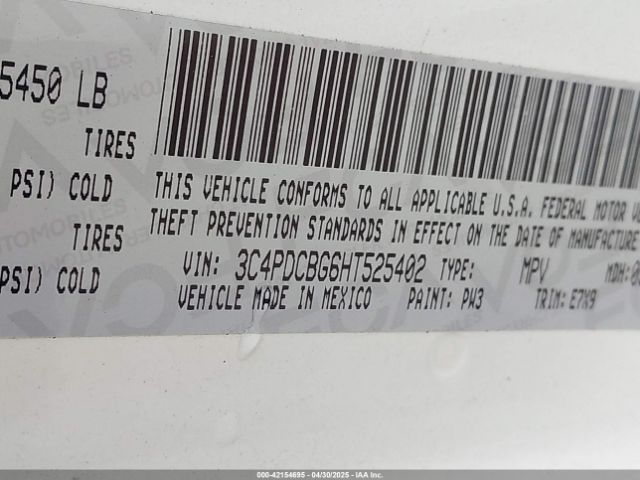 5450 LB
TIRES
PSI) COLD
TIRES
PSI) COLD
THIS VEHICLE CONFORMS TO ALL APPLICABLE U.S.A. FEDERAL MOTOR
THEFT PREVENTION STANDARDS IN EFFECT ON THE DATE OF MANUFACTURE
VIN: 3C4PDCBG6HT525402 TYPE: MPV MDH:
VEHICLE MADE IN MEXICO PAINT: PW3 TRIM: E7X9
000-42154695 - 04/30/2025 - IAA Inc.